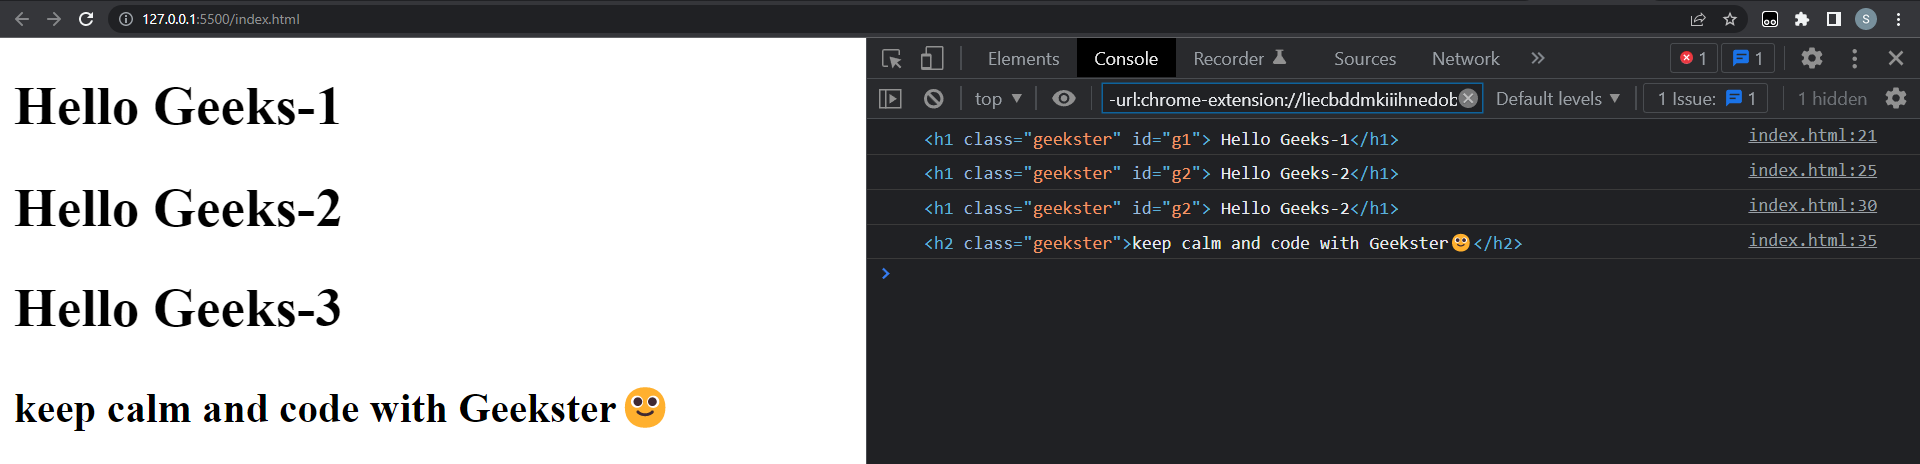 127.0.0.1:5500/index.html
S
Hello Geeks-1
Hello Geeks-2
Hello Geeks-3
keep calm and code with Geekster🙂
Elements Console Recorder Sources Network » 1 1
top -url:chrome-extension://liecbddmkiiihnedob Default levels 1 Issue: 1 1 hidden
<h1 class="geekster" id="g1"> Hello Geeks-1</h1> index.html:21
<h1 class="geekster" id="g2"> Hello Geeks-2</h1> index.html:25
<h1 class="geekster" id="g2"> Hello Geeks-2</h1> index.html:30
<h2 class="geekster">keep calm and code with Geekster🙂</h2> index.html:35